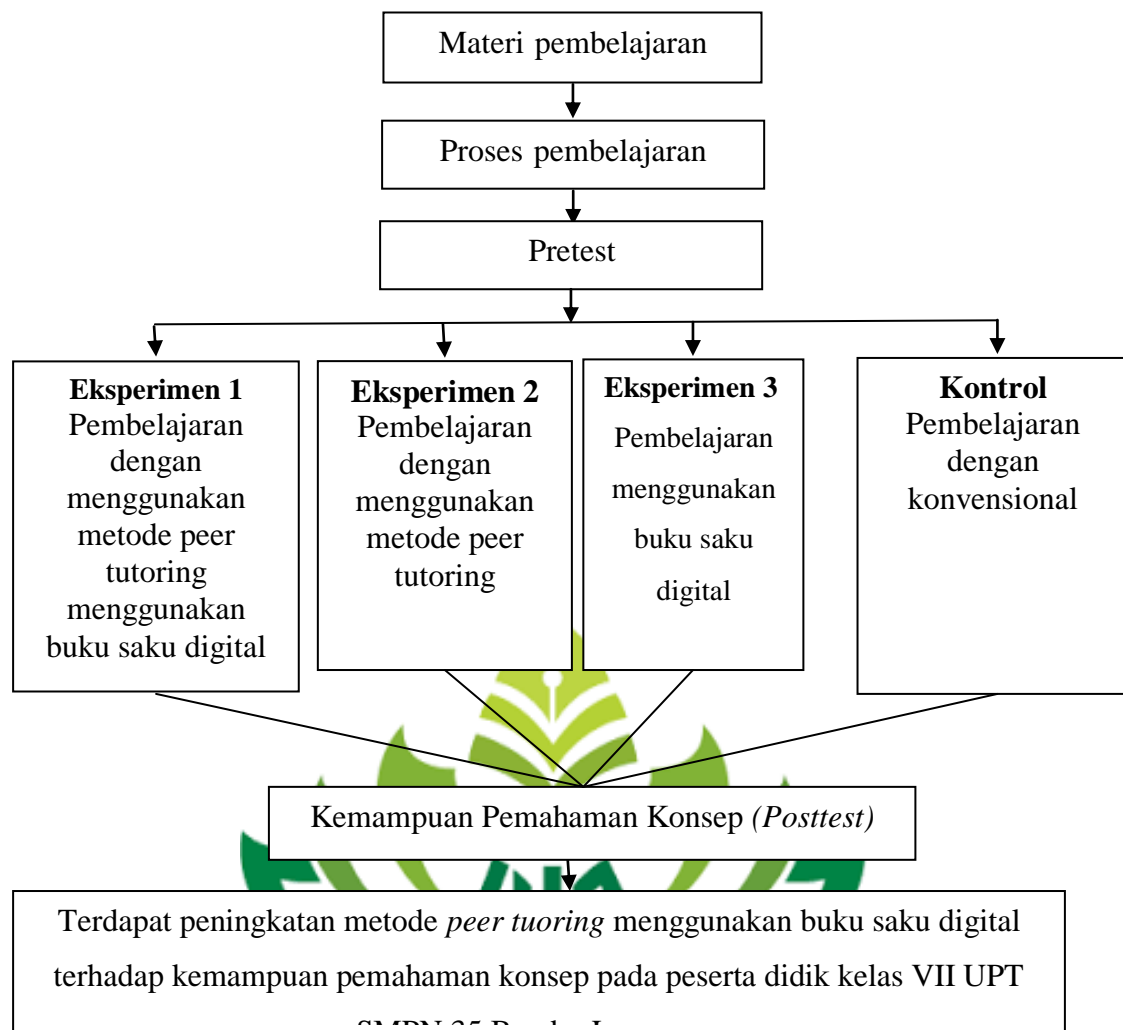 Materi pembelajaran
Proses pembelajaran
Pretest
Eksperimen 1
Pembelajaran
dengan
menggunakan
metode peer
tutoring
menggunakan
buku saku digital
Eksperimen 2
Pembelajaran
dengan
menggunakan
metode peer
tutoring
Eksperimen 3
Pembelajaran
menggunakan
buku saku
digital
Kontrol
Pembelajaran
dengan
konvensional
Kemampuan Pemahaman Konsep (Posttest)
Terdapat peningkatan metode peer tuoring menggunakan buku saku digital
terhadap kemampuan pemahaman konsep pada peserta didik kelas VII UPT
SMPN 35